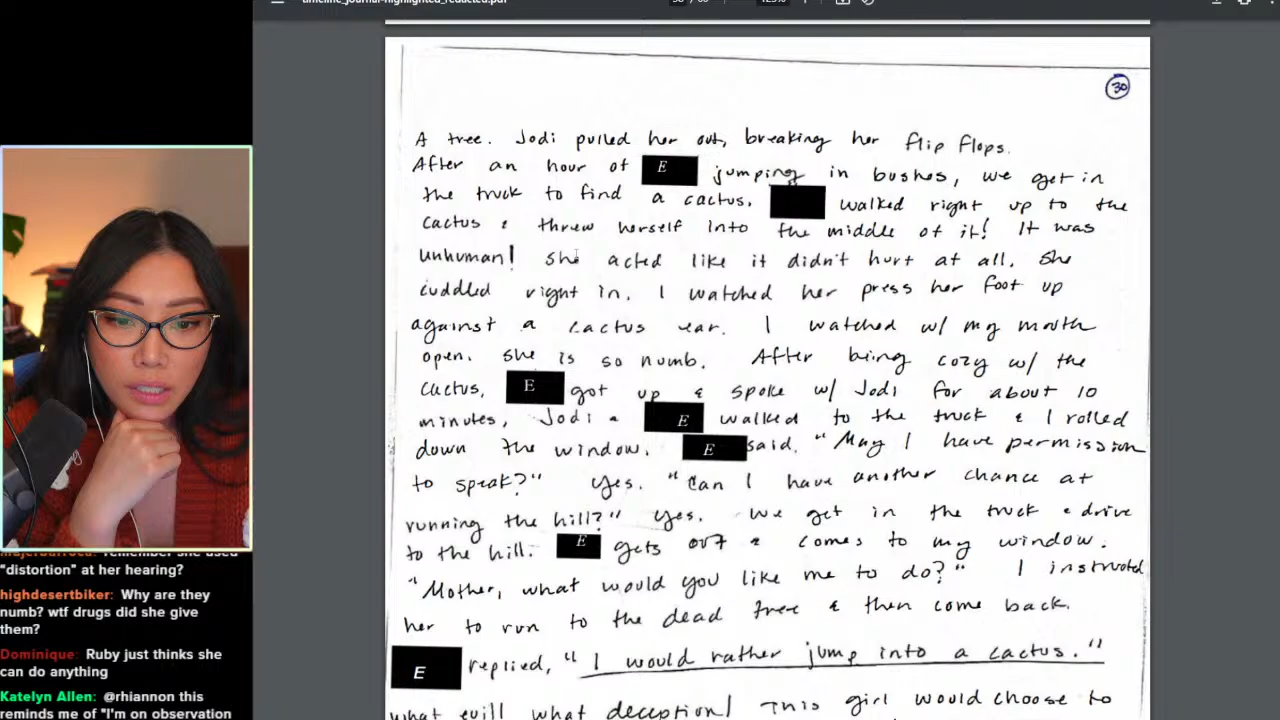 timeline_journal-highlighted_redacted.pdf
30
A tree. Jodi pulled her out, breaking her flip flops.
After an hour of E jumping in bushes, we get in
the truck to find a cactus. walked right up to the
cactus & threw herself into the middle of it! It was
unhuman! She acted like it didn't hurt at all. She
cuddled right in. I watched her press her foot up
against a cactus ear. I watched w/ my mouth
open. She is so numb. After being cozy w/ the
cactus, E got up & spoke w/ Jodi for about 10
minutes, Jodi & E walked to the truck & I rolled
down the window. E said. "May I have permission
to speak?" Yes. "Can I have another chance at
running the hill?" Yes. We get in the truck & drive
to the hill. E gets out & comes to my window.
"Mother, what would you like me to do?" I instructed
her to run to the dead tree & then come back.
E replied, "I would rather jump into a cactus."
what evil! what deception! This girl would choose to
remember she used
"distortion" at her hearing?
highdesertbiker: Why are they
numb? wtf drugs did she give
them?
Dominique: Ruby just thinks she
can do anything
Katelyn Allen: @rhiannon this
reminds me of "I'm on observation